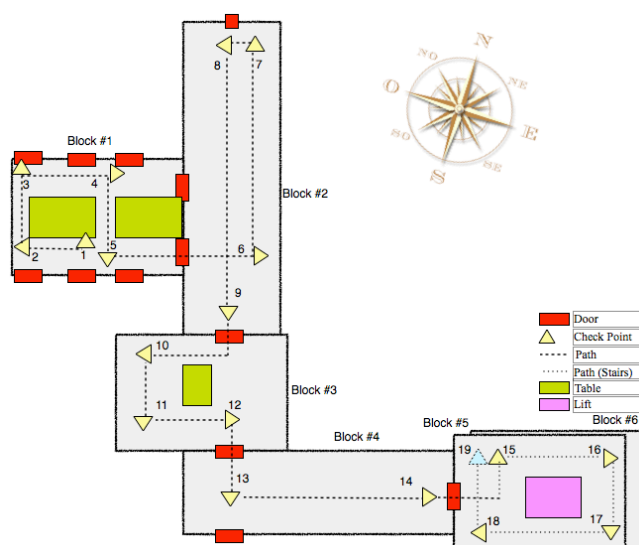 8
7
N
NO
NE
O
E
SO
SE
S
Block #1
3
4
2
1
5
Block #2
6
9
10
11
12
Block #3
Block #4
Block #5
Block #6
13
14
19
15
16
18
17
Door
Check Point
Path
Path (Stairs)
Table
Lift